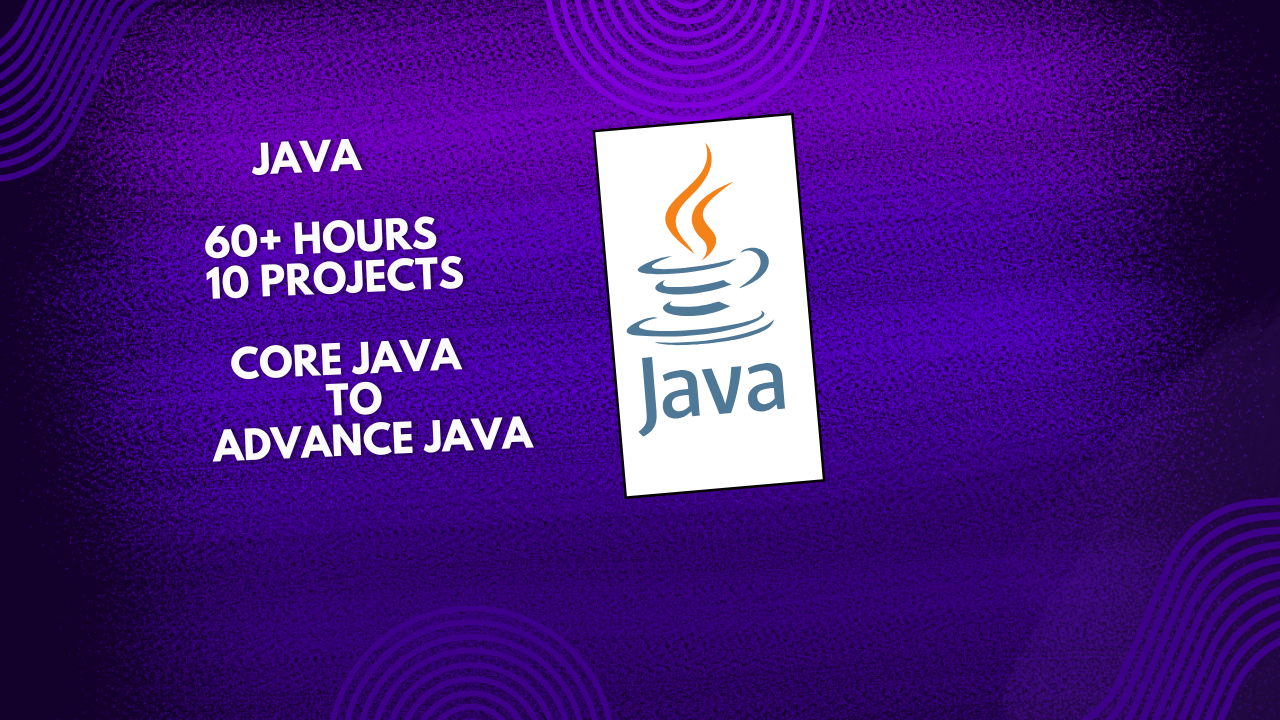 JAVA
60+ HOURS
10 PROJECTS
CORE JAVA
TO
ADVANCE JAVA
Java